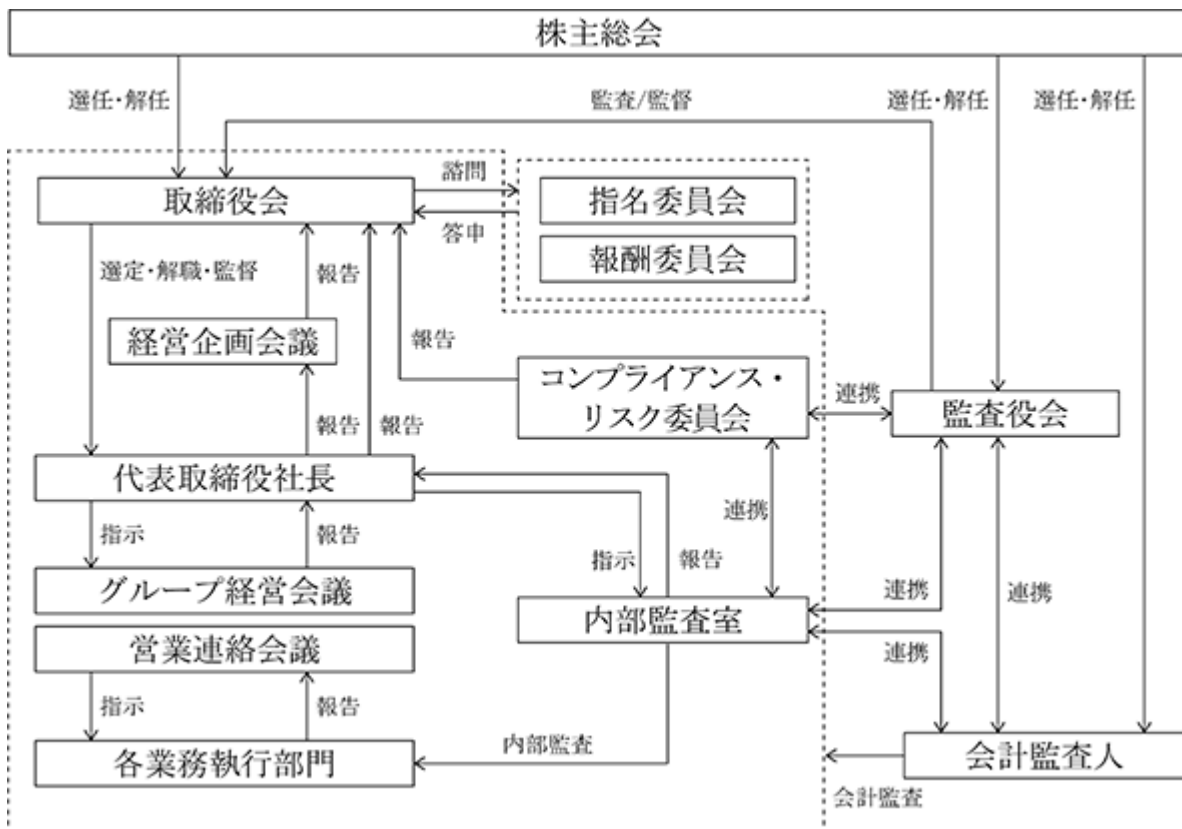 株主総会
選任・解任
監査/監督
選任・解任
選任・解任
取締役会
諮問
答申
指名委員会
報酬委員会
選定・解職・監督
報告
経営企画会議
報告
コンプライアンス・
リスク委員会
連携
監査役会
報告
報告
代表取締役社長
連携
指示
報告
指示
報告
グループ経営会議
内部監査室
連携
連携
営業連絡会議
連携
指示
報告
内部監査
各業務執行部門
会計監査人
会計監査